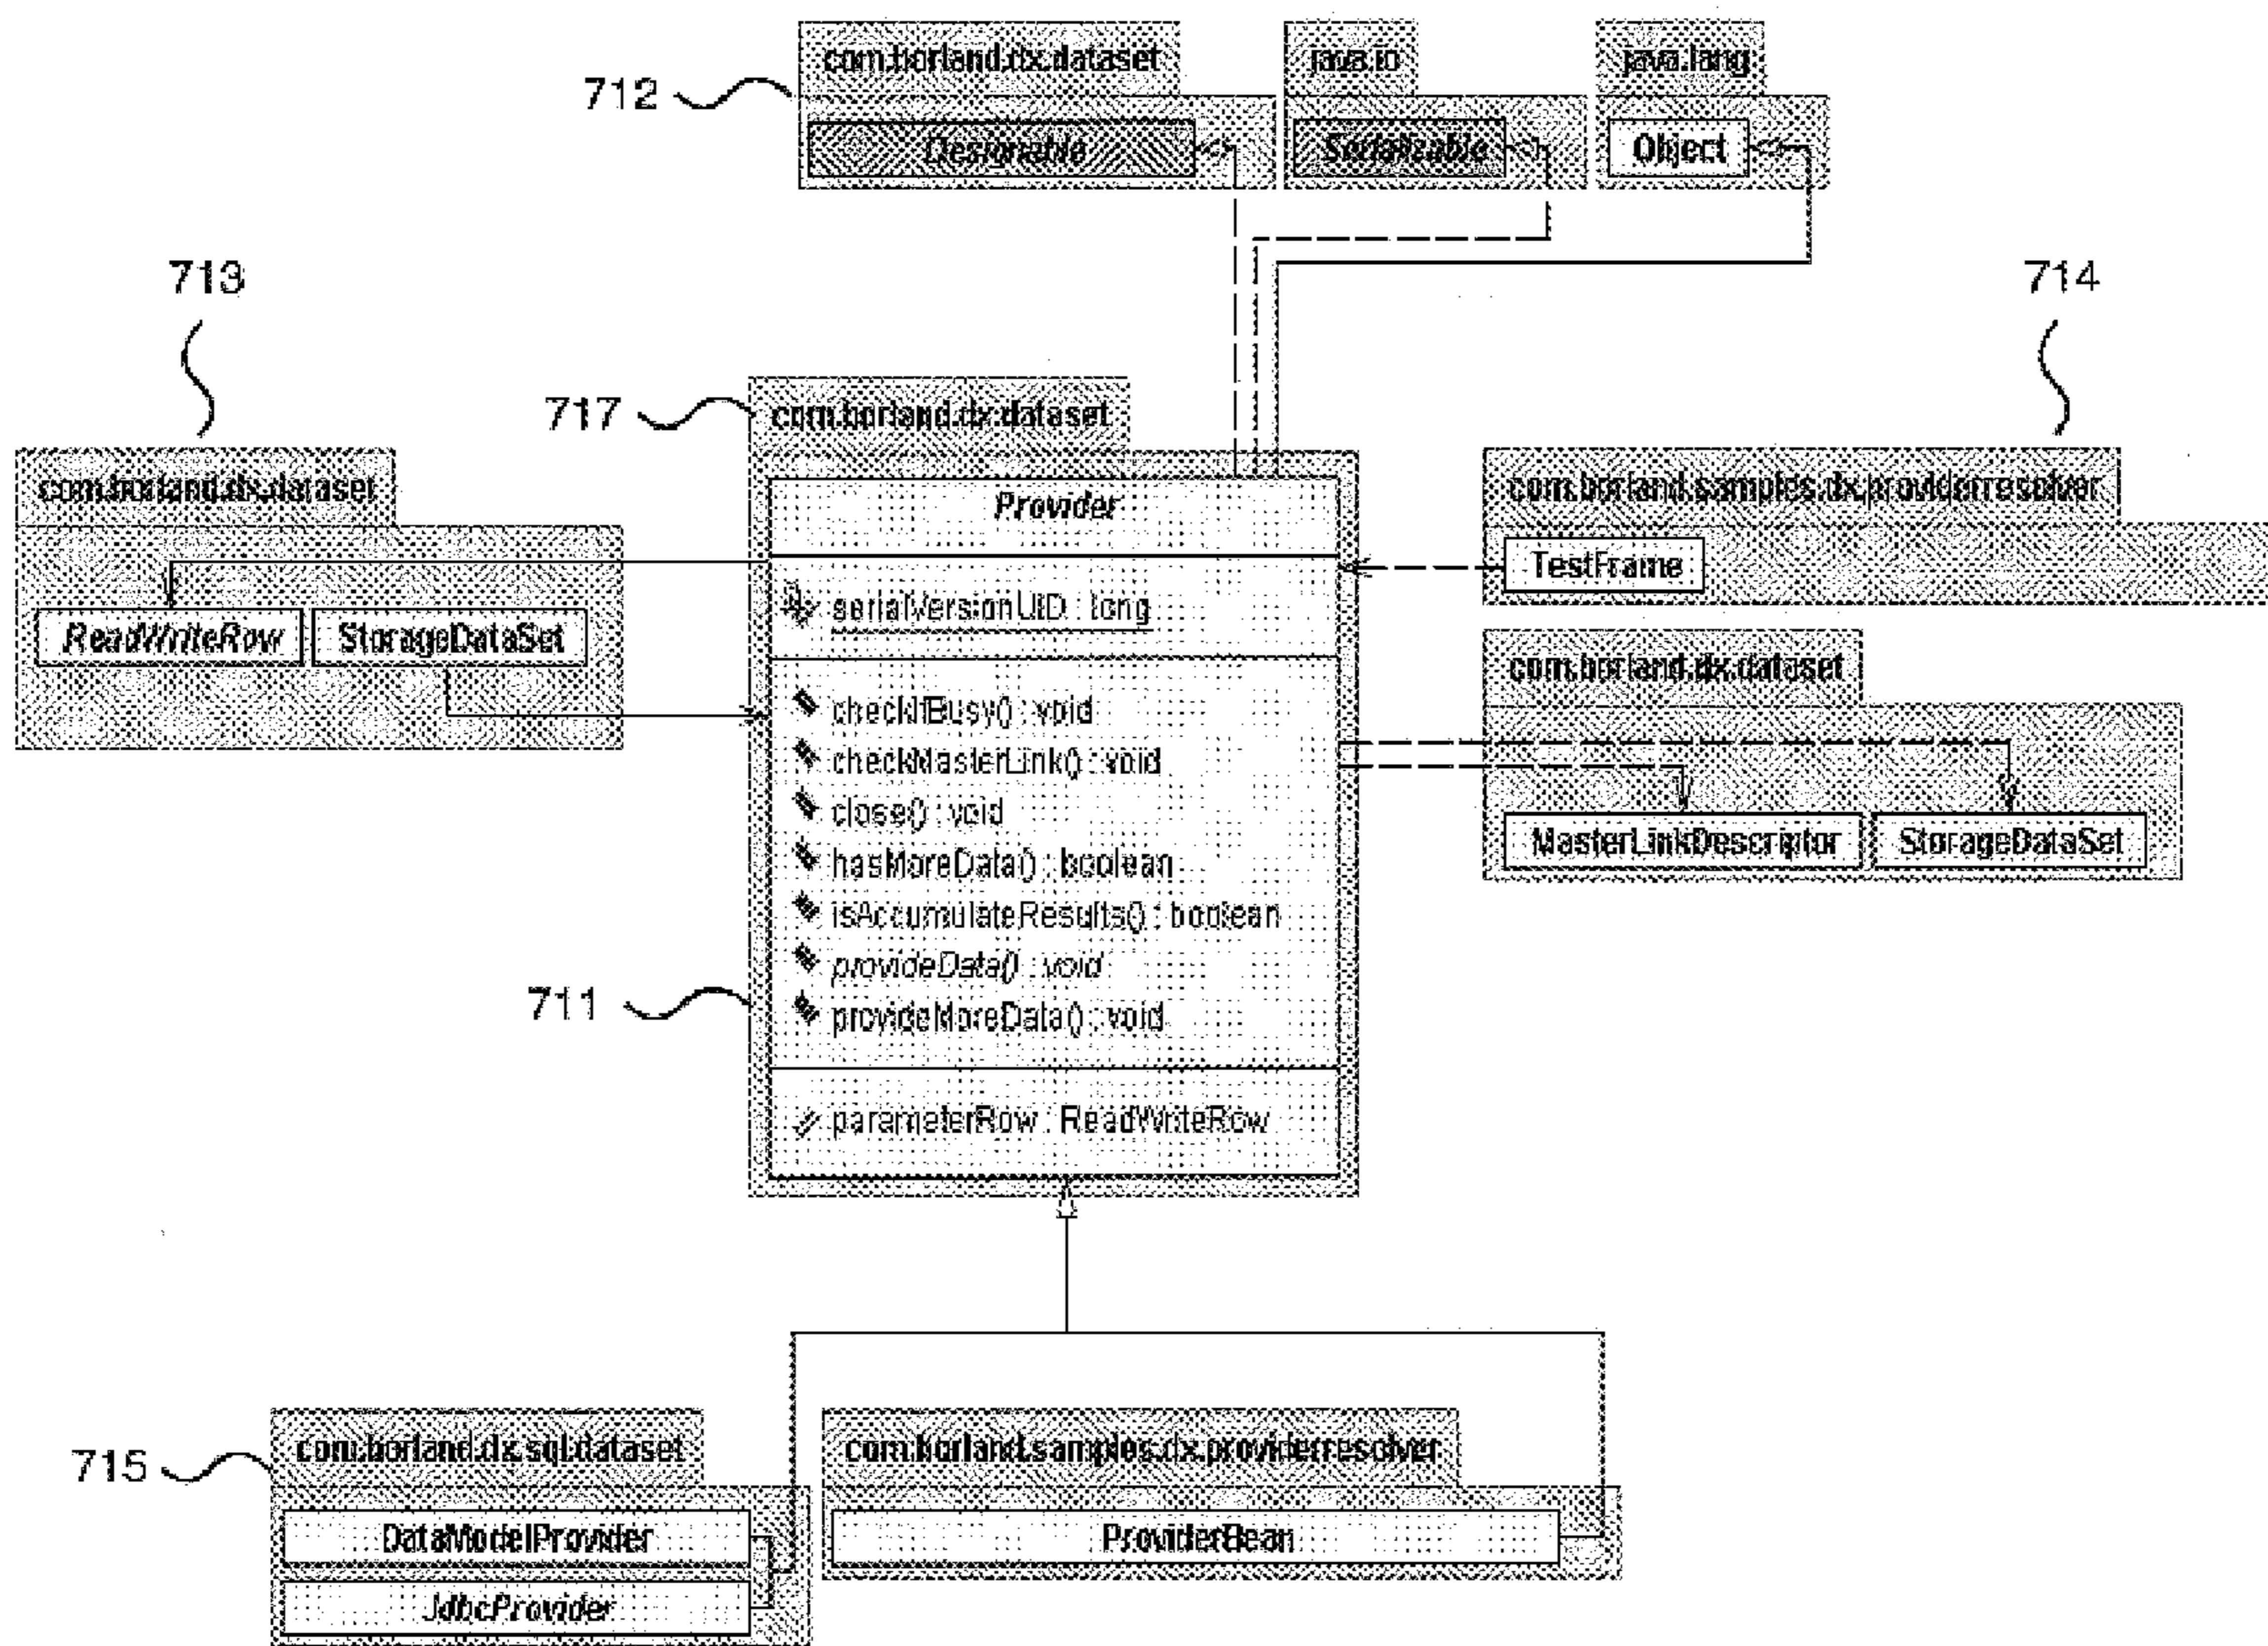 com.borland.dx.dataset
java.io
java.lang
712
Designable
Serializable
Object
713
714
717
com.borland.dx.dataset
com.borland.dx.dataset
com.borland.samples.dx.providerresolver
Provider
TestFrame
serialVersionUID : long
ReadWriteRow
StorageDataSet
com.borland.dx.dataset
checkIfBusy() : void
checkMasterLink() : void
close() : void
hasMoreData() : boolean
isAccumulateResults() : boolean
provideData() : void
provideMoreData() : void
MasterLinkDescriptor
StorageDataSet
711
parameterRow : ReadWriteRow
715
com.borland.dx.sql.dataset
com.borland.samples.dx.providerresolver
DataModelProvider
ProviderBean
JdbcProvider